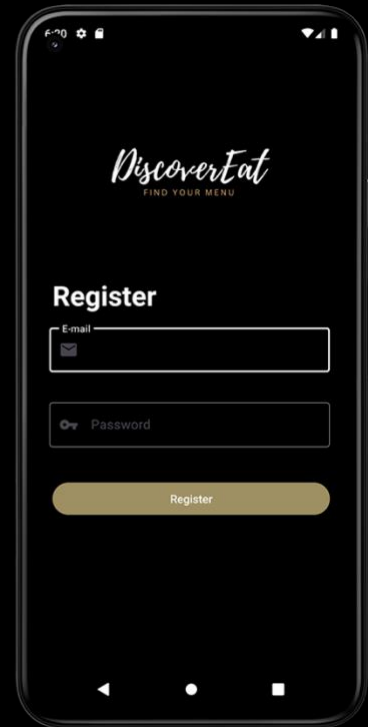 DiscoverEat
FIND YOUR MENU
Register
E-mail
Password
Register